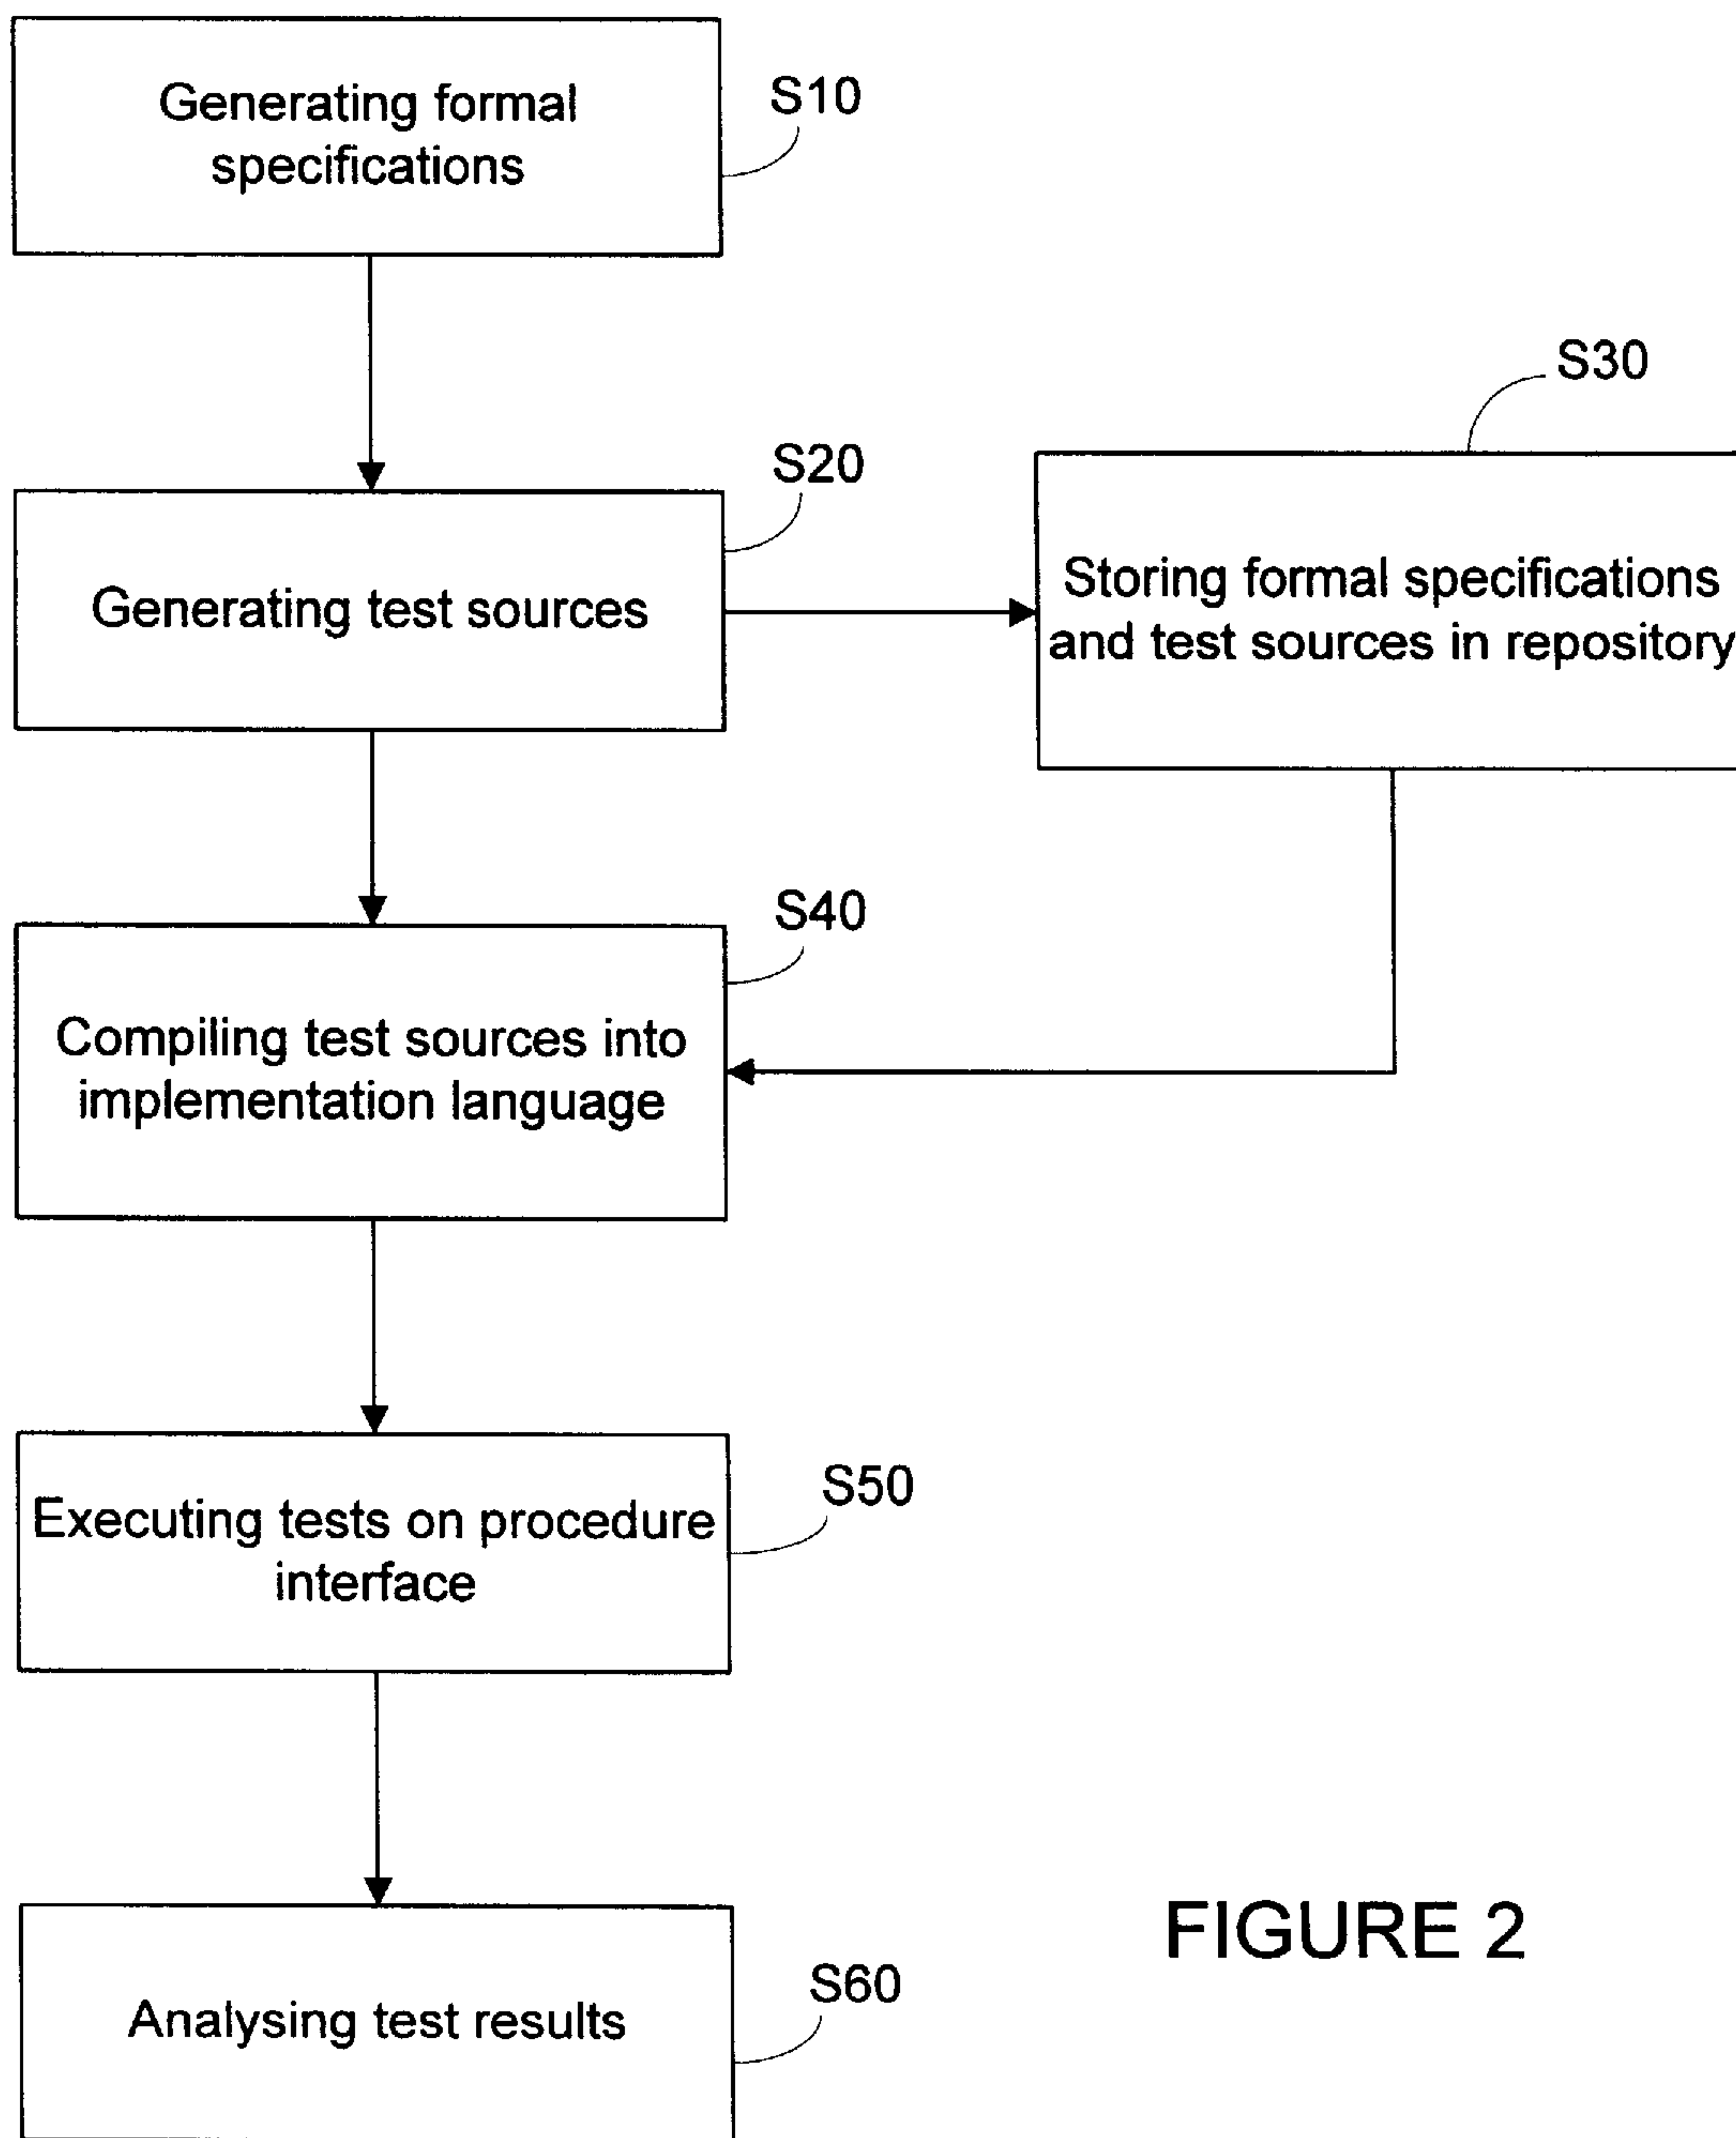 Generating formal
specifications
S10
S30
S20
Generating test sources
Storing formal specifications
and test sources in repository
S40
Compiling test sources into
implementation language
S50
Executing tests on procedure
interface
S60
Analysing test results
FIGURE 2